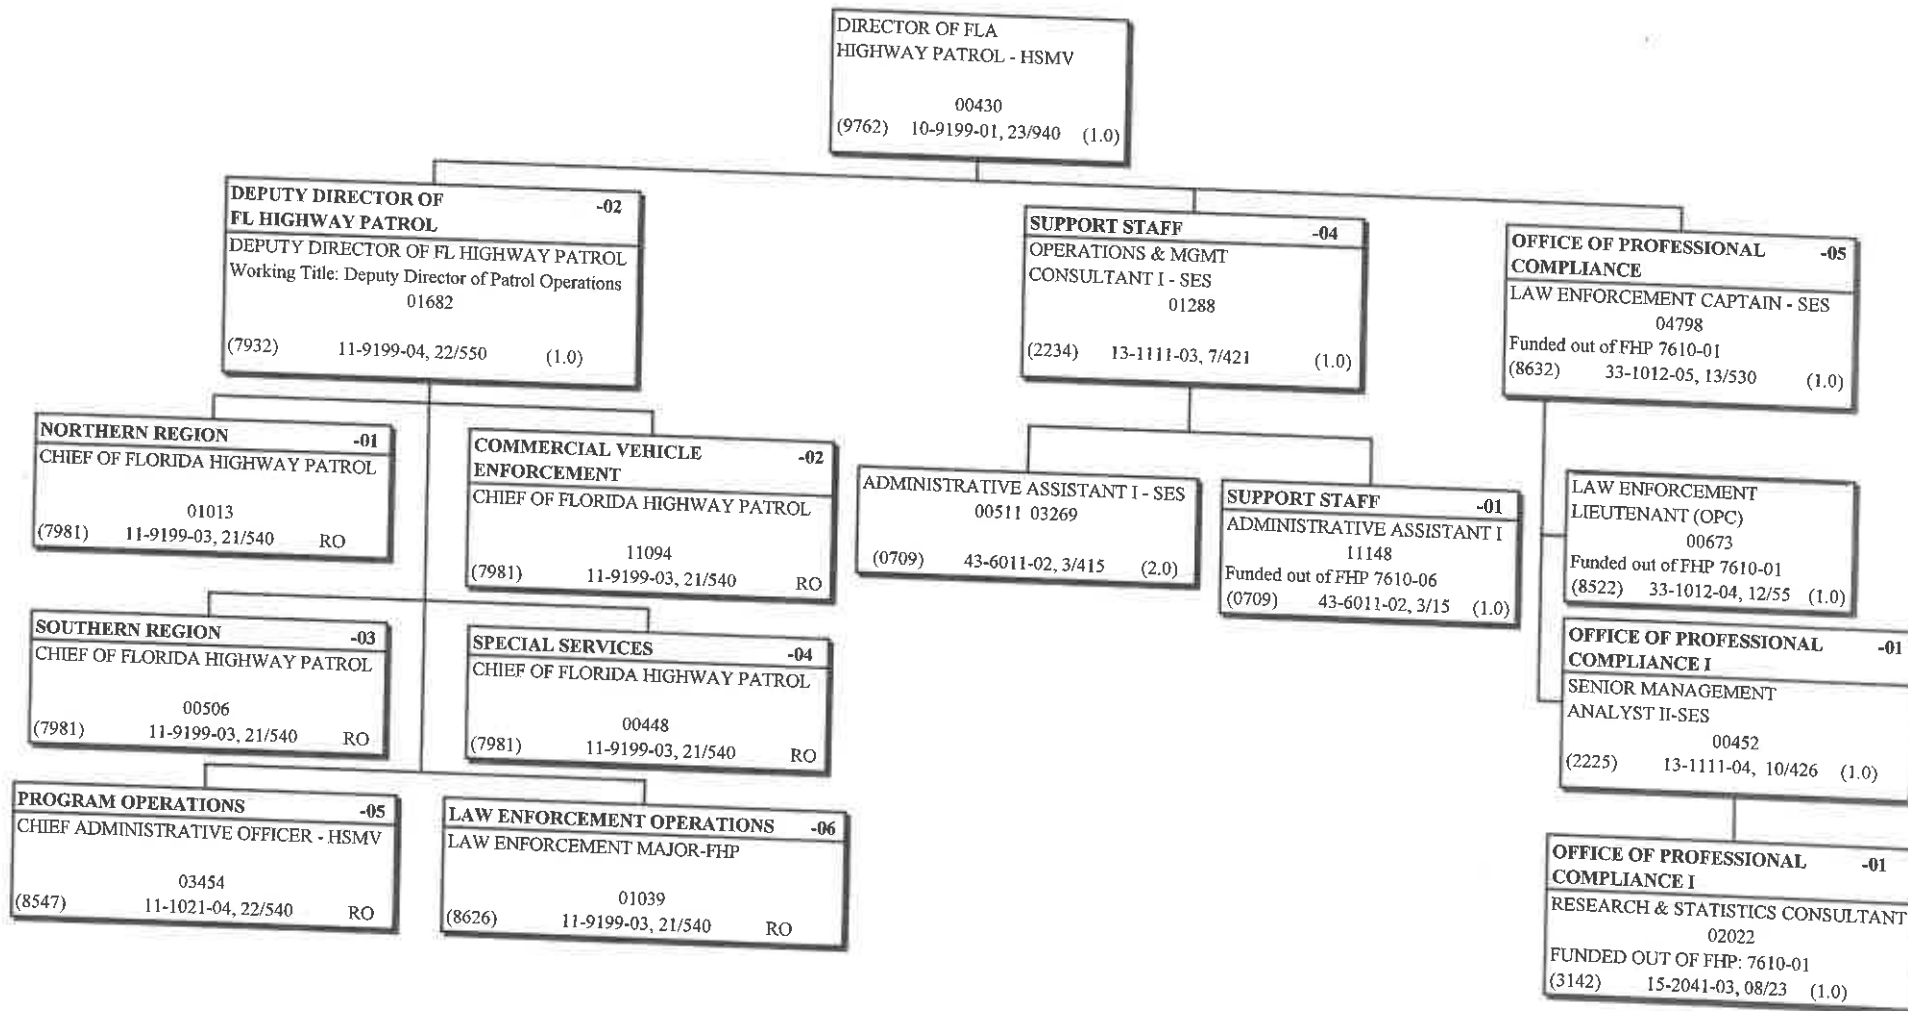 DIRECTOR OF FLA
HIGHWAY PATROL - HSMV
00430
(9762) 10-9199-01, 23/940 (1.0)
DEPUTY DIRECTOR OF -02
FL HIGHWAY PATROL
DEPUTY DIRECTOR OF FL HIGHWAY PATROL
Working Title: Deputy Director of Patrol Operations
01682
(7932) 11-9199-04, 22/550 (1.0)
SUPPORT STAFF -04
OPERATIONS & MGMT
CONSULTANT I - SES
01288
(2234) 13-1111-03, 7/421 (1.0)
OFFICE OF PROFESSIONAL -05
COMPLIANCE
LAW ENFORCEMENT CAPTAIN - SES
04798
Funded out of FHP 7610-01
(8632) 33-1012-05, 13/530 (1.0)
NORTHERN REGION -01
CHIEF OF FLORIDA HIGHWAY PATROL
01013
(7981) 11-9199-03, 21/540 RO
COMMERCIAL VEHICLE -02
ENFORCEMENT
CHIEF OF FLORIDA HIGHWAY PATROL
11094
(7981) 11-9199-03, 21/540 RO
ADMINISTRATIVE ASSISTANT I - SES
00511 03269
(0709) 43-6011-02, 3/415 (2.0)
SUPPORT STAFF -01
ADMINISTRATIVE ASSISTANT I
11148
Funded out of FHP 7610-06
(0709) 43-6011-02, 3/15 (1.0)
LAW ENFORCEMENT
LIEUTENANT (OPC)
00673
Funded out of FHP 7610-01
(8522) 33-1012-04, 12/55 (1.0)
SOUTHERN REGION -03
CHIEF OF FLORIDA HIGHWAY PATROL
00506
(7981) 11-9199-03, 21/540 RO
SPECIAL SERVICES -04
CHIEF OF FLORIDA HIGHWAY PATROL
00448
(7981) 11-9199-03, 21/540 RO
OFFICE OF PROFESSIONAL -01
COMPLIANCE I
SENIOR MANAGEMENT
ANALYST II-SES
00452
(2225) 13-1111-04, 10/426 (1.0)
PROGRAM OPERATIONS -05
CHIEF ADMINISTRATIVE OFFICER - HSMV
03454
(8547) 11-1021-04, 22/540 RO
LAW ENFORCEMENT OPERATIONS -06
LAW ENFORCEMENT MAJOR-FHP
01039
(8626) 11-9199-03, 21/540 RO
OFFICE OF PROFESSIONAL -01
COMPLIANCE I
RESEARCH & STATISTICS CONSULTANT
02022
FUNDED OUT OF FHP: 7610-01
(3142) 15-2041-03, 08/23 (1.0)